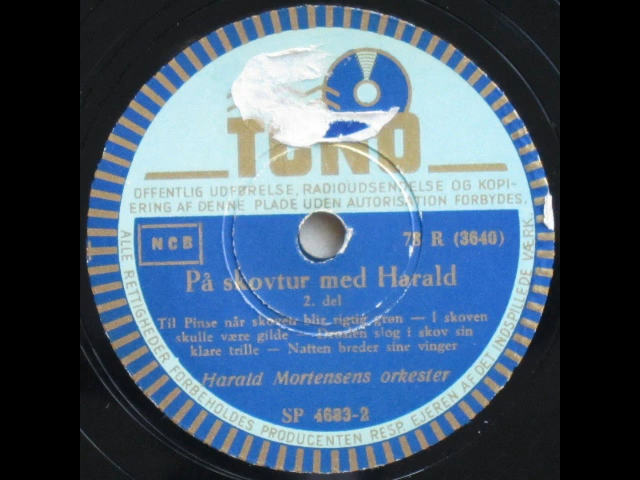 TONO
OFFENTLIG UDFØRELSE, RADIOUDSENDELSE OG KOPI-
ERING AF DENNE PLADE UDEN AUTORISATION FORBYDES.
NCB
78 R (3640)
På skovtur med Harald
2. del
Til Pinse når skoven blir rigtig grøn — I skoven
skulle være gilde — Droslen slog i skov sin
klare trille — Natten breder sine vinger
Harald Mortensens orkester
SP 4683-2
ALLE RETTIGHEDER FORBEHOLDES PRODUCENTEN RESP. EJEREN AF DET INDSPILLEDE VÆRK.